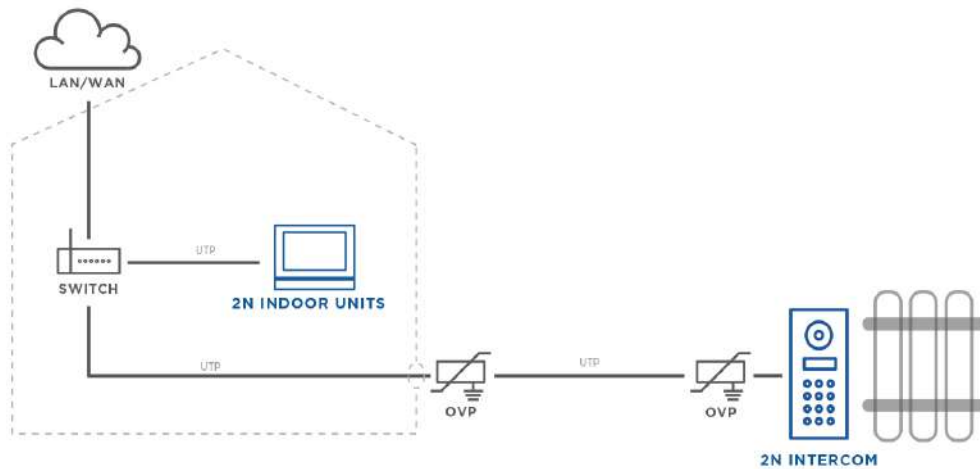 LAN/WAN
UTP
SWITCH
2N INDOOR UNITS
UTP
UTP
OVP
OVP
2N INTERCOM